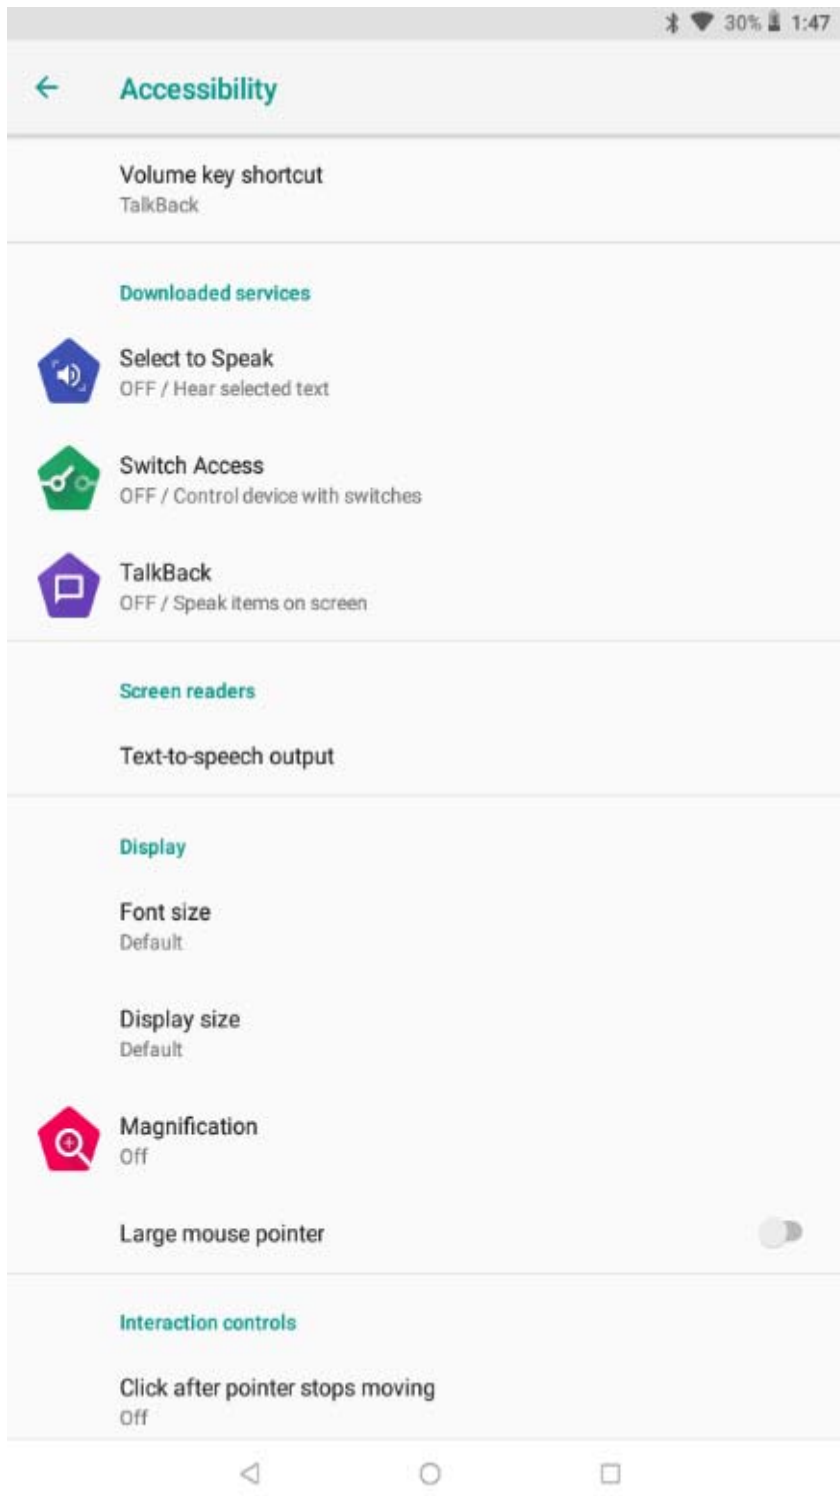 30% 1:47
Accessibility
Volume key shortcut
TalkBack
Downloaded services
Select to Speak
OFF / Hear selected text
Switch Access
OFF / Control device with switches
TalkBack
OFF / Speak items on screen
Screen readers
Text-to-speech output
Display
Font size
Default
Display size
Default
Magnification
Off
Large mouse pointer
Interaction controls
Click after pointer stops moving
Off